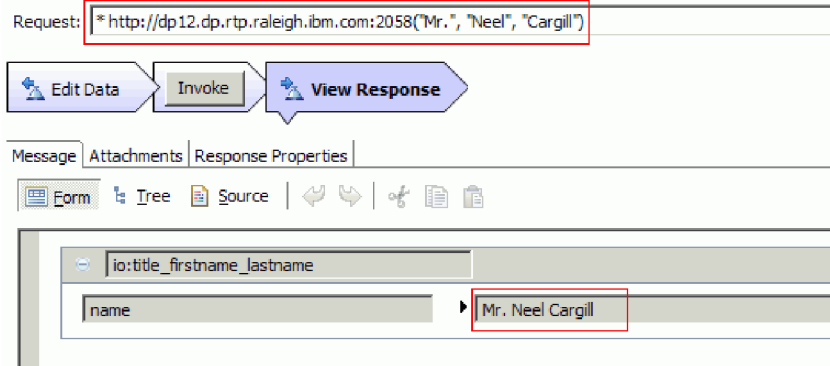 Request: * http://dp12.dp.rtp.raleigh.ibm.com:2058("Mr.", "Neel", "Cargill")
Edit Data Invoke View Response
Message Attachments Response Properties
Form Tree Source
io:title_firstname_lastname
name Mr. Neel Cargill